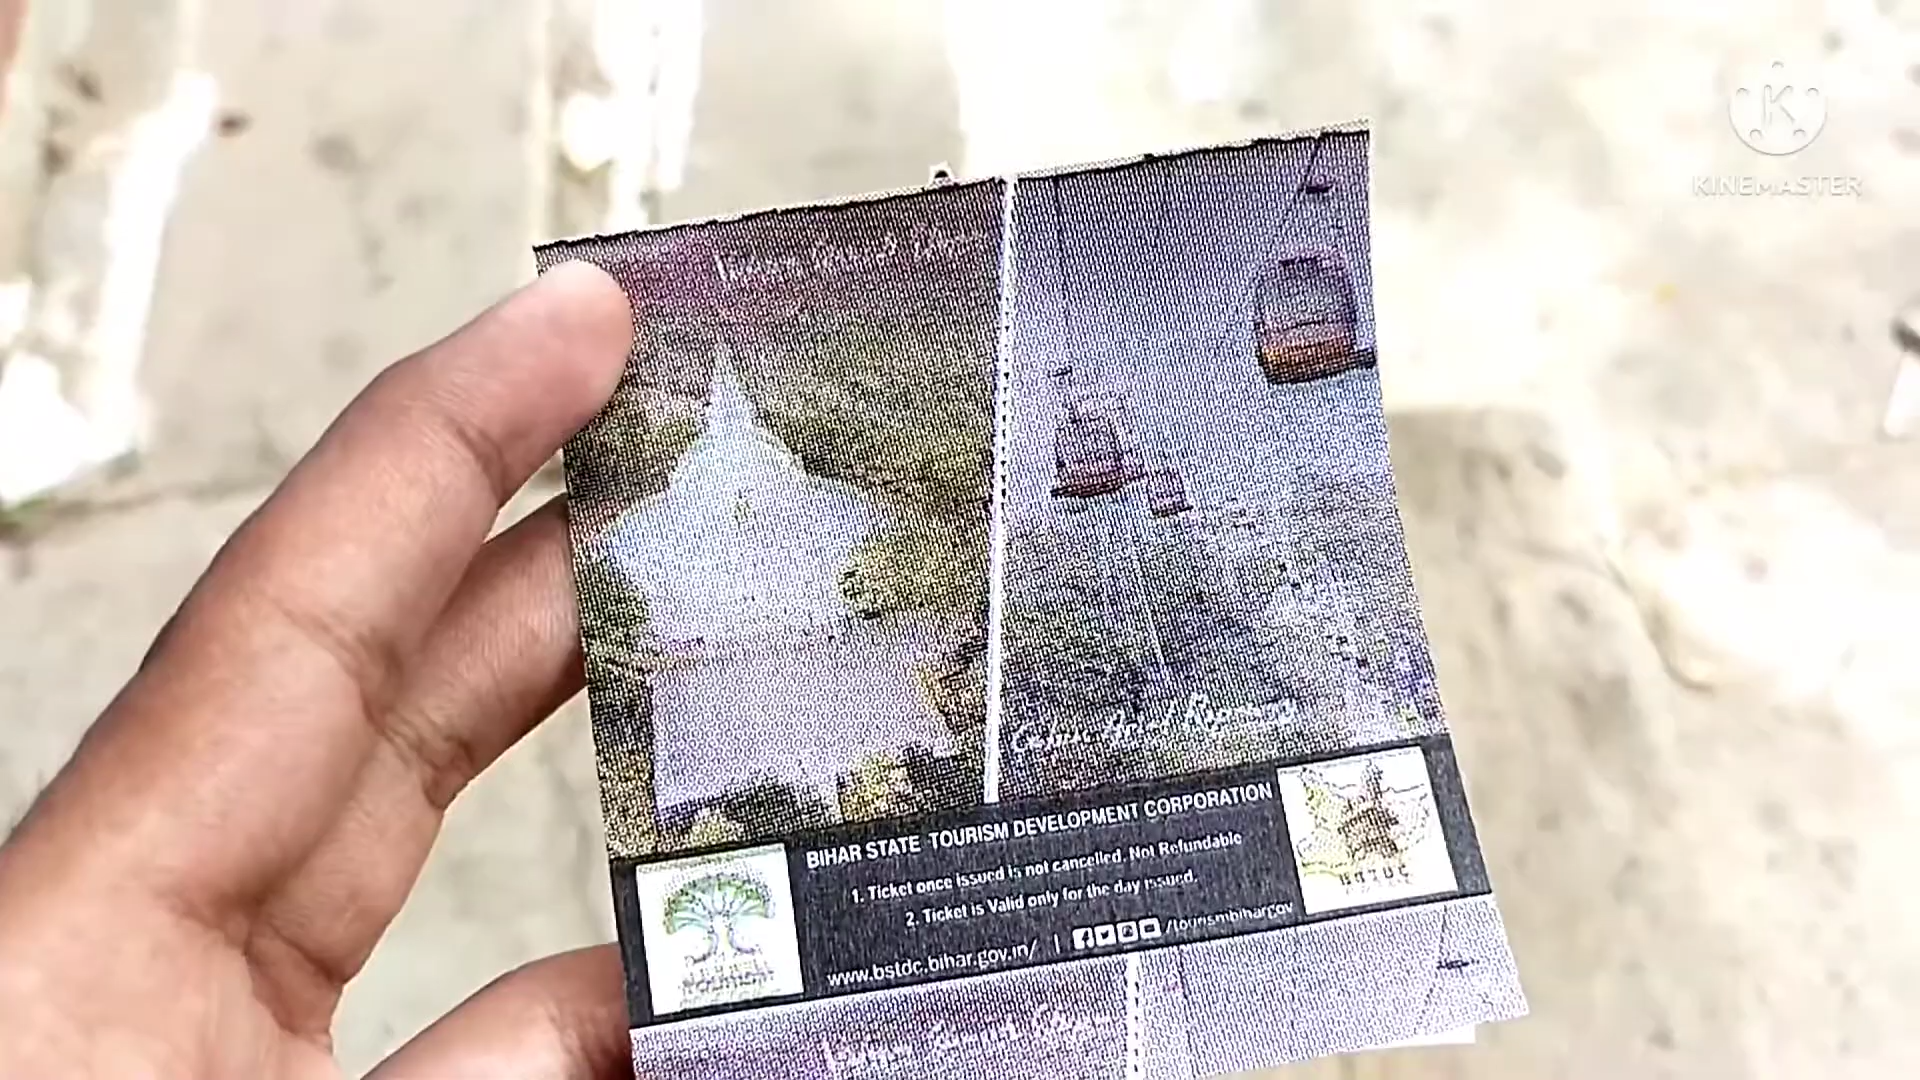 KINEMASTER
BIHAR STATE TOURISM DEVELOPMENT CORPORATION
1. Ticket once issued is not cancelled. Not Refundable
2. Ticket is Valid only for the day issued.
www.bstdc.bihar.gov.in/ | /tourismbihargov
BSTDC